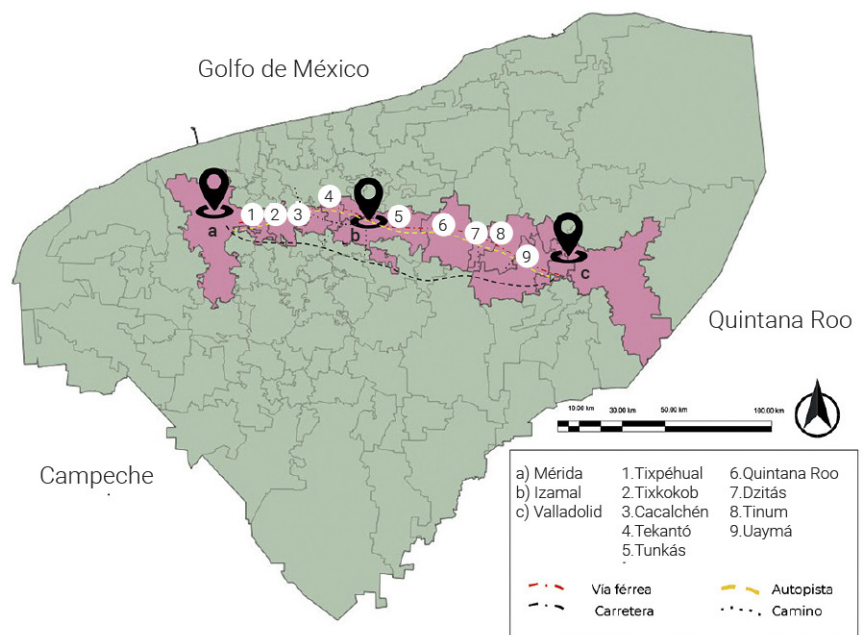 Golfo de México
4
1
2
3
5
6
7
8
9
a
b
c
Quintana Roo
Campeche
10.00 km
30.00 km
50.00 km
100.00 km
a) Mérida
b) Izamal
c) Valladolid
1.Tixpéhual
2.Tixkokob
3.Cacalchén
4.Tekantó
5.Tunkás
6.Quintana Roo
7.Dzitás
8.Tinum
9.Uaymá
Vía férrea
Carretera
Autopista
Camino